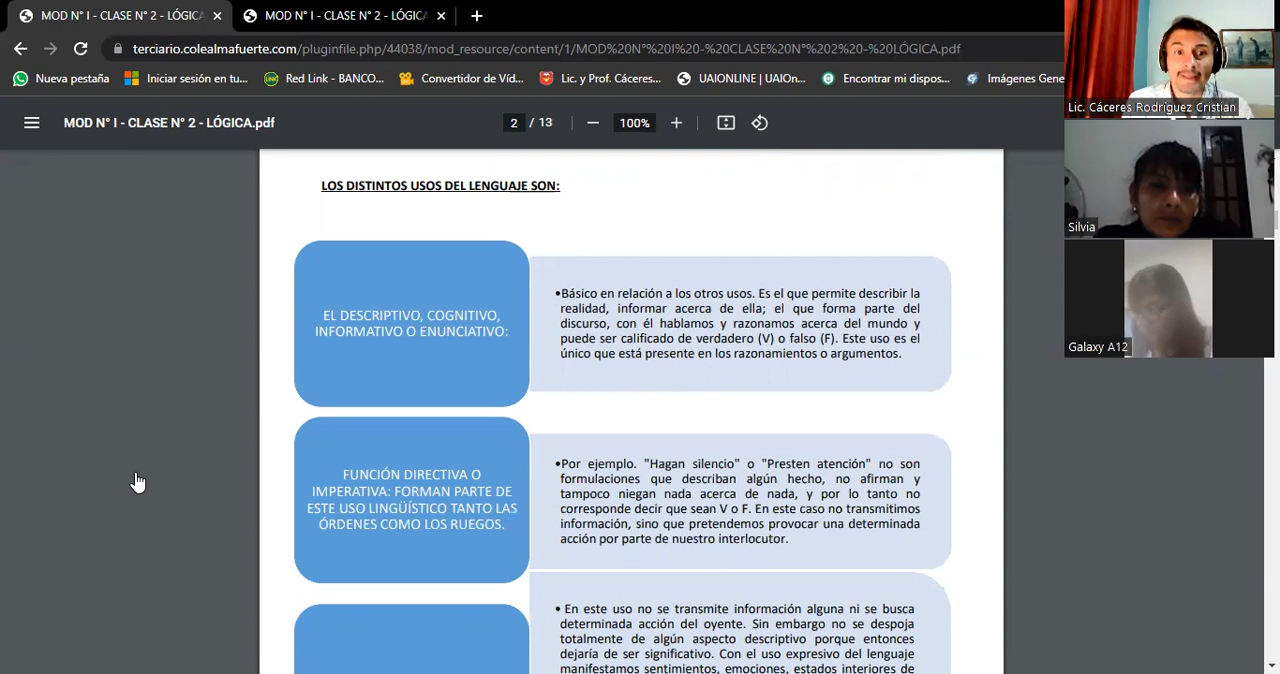 MOD N° I - CLASE N° 2 - LÓGICA
MOD N° I - CLASE N° 2 - LÓGICA
terciario.colealmafuerte.com/pluginfile.php/44038/mod_resource/content/1/MOD%20N°%20I%20-%20CLASE%20N°%202%20-%20LÓGICA.pdf
Nueva pestaña
Iniciar sesión en tu...
Red Link - BANCO...
Convertidor de Víd...
Lic. y Prof. Cáceres...
UAIONLINE | UAIOn...
Encontrar mi dispos...
Imágenes Gene
MOD N° I - CLASE N° 2 - LÓGICA.pdf
2 / 13
100%
LOS DISTINTOS USOS DEL LENGUAJE SON:
EL DESCRIPTIVO, COGNITIVO,
INFORMATIVO O ENUNCIATIVO:
•Básico en relación a los otros usos. Es el que permite describir la
realidad, informar acerca de ella; el que forma parte del
discurso, con él hablamos y razonamos acerca del mundo y
puede ser calificado de verdadero (V) o falso (F). Este uso es el
único que está presente en los razonamientos o argumentos.
FUNCIÓN DIRECTIVA O
IMPERATIVA: FORMAN PARTE DE
ESTE USO LINGÜÍSTICO TANTO LAS
ÓRDENES COMO LOS RUEGOS.
•Por ejemplo. "Hagan silencio" o "Presten atención" no son
formulaciones que describan algún hecho, no afirman y
tampoco niegan nada acerca de nada, y por lo tanto no
corresponde decir que sean V o F. En este caso no transmitimos
información, sino que pretendemos provocar una determinada
acción por parte de nuestro interlocutor.
• En este uso no se transmite información alguna ni se busca
determinada acción del oyente. Sin embargo no se despoja
totalmente de algún aspecto descriptivo porque entonces
dejaría de ser significativo. Con el uso expresivo del lenguaje
manifestamos sentimientos, emociones, estados interiores de
Lic. Cáceres Rodríguez Cristian
Silvia
Galaxy A12